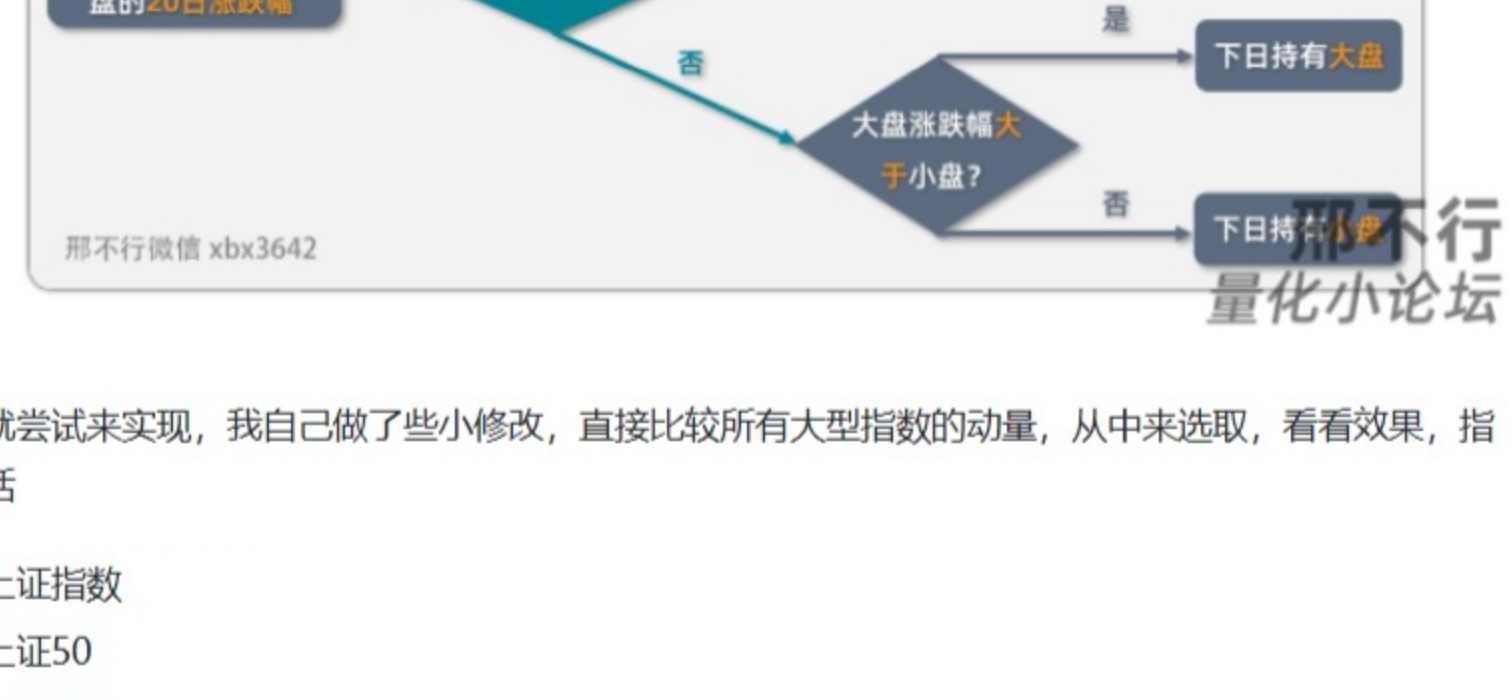 盘的20日涨跌幅
是
下日持有大盘
否
大盘涨跌幅大
于小盘?
否
下日持有小盘
邢不行微信 xbx3642
邢不行
量化小论坛
就尝试来实现，我自己做了些小修改，直接比较所有大型指数的动量，从中来选取，看看效果，指
括
上证指数
上证50